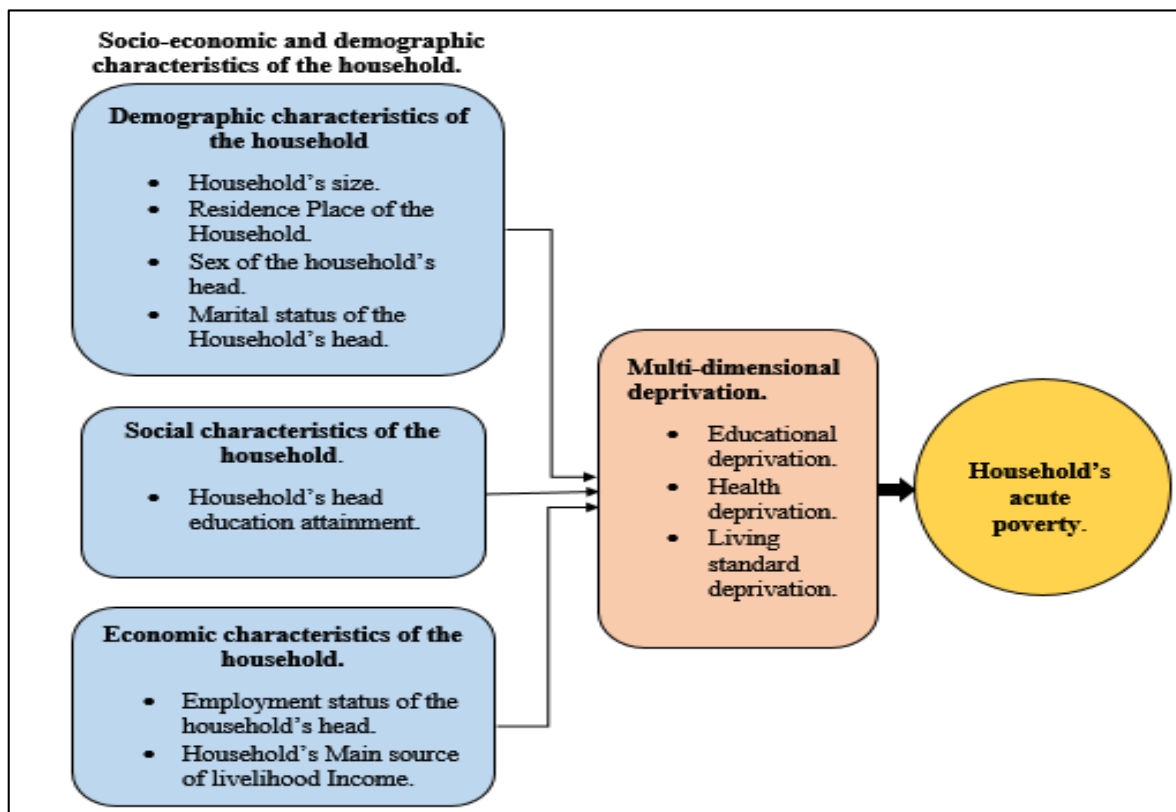 Socio-economic and demographic
characteristics of the household.
Demographic characteristics of
the household
• Household’s size.
• Residence Place of the
Household.
• Sex of the household’s
head.
• Marital status of the
Household’s head.
Social characteristics of the
household.
• Household’s head
education attainment.
Economic characteristics of the
household.
• Employment status of the
household’s head.
• Household’s Main source
of livelihood Income.
Multi-dimensional
deprivation.
• Educational
deprivation.
• Health
deprivation.
• Living
standard
deprivation.
Household’s
acute
poverty.